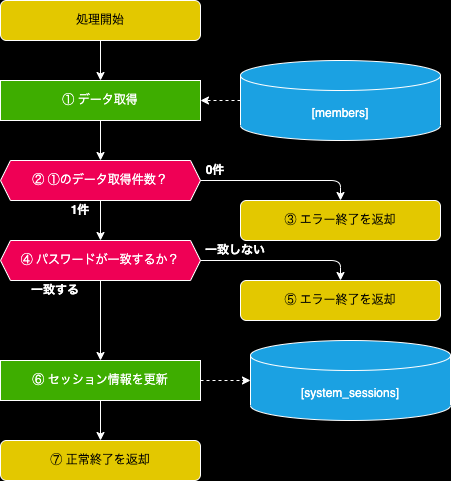 処理開始
① データ取得
[members]
② ①のデータ取得件数？
0件
1件
③ エラー終了を返却
④ パスワードが一致するか？
一致しない
一致する
⑤ エラー終了を返却
⑥ セッション情報を更新
[system_sessions]
⑦ 正常終了を返却